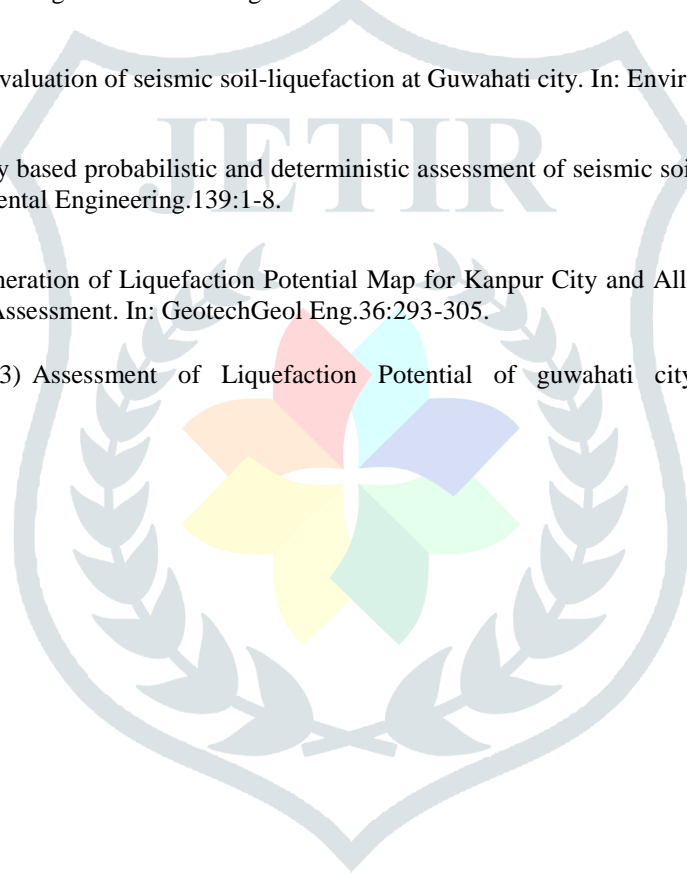 valuation of seismic soil-liquefaction at Guwahati city. In: Envir
JETIR
y based probabilistic and deterministic assessment of seismic soi
ental Engineering.139:1-8.
neration of Liquefaction Potential Map for Kanpur City and All
Assessment. In: GeotechGeol Eng.36:293-305.
3) Assessment of Liquefaction Potential of guwahati city